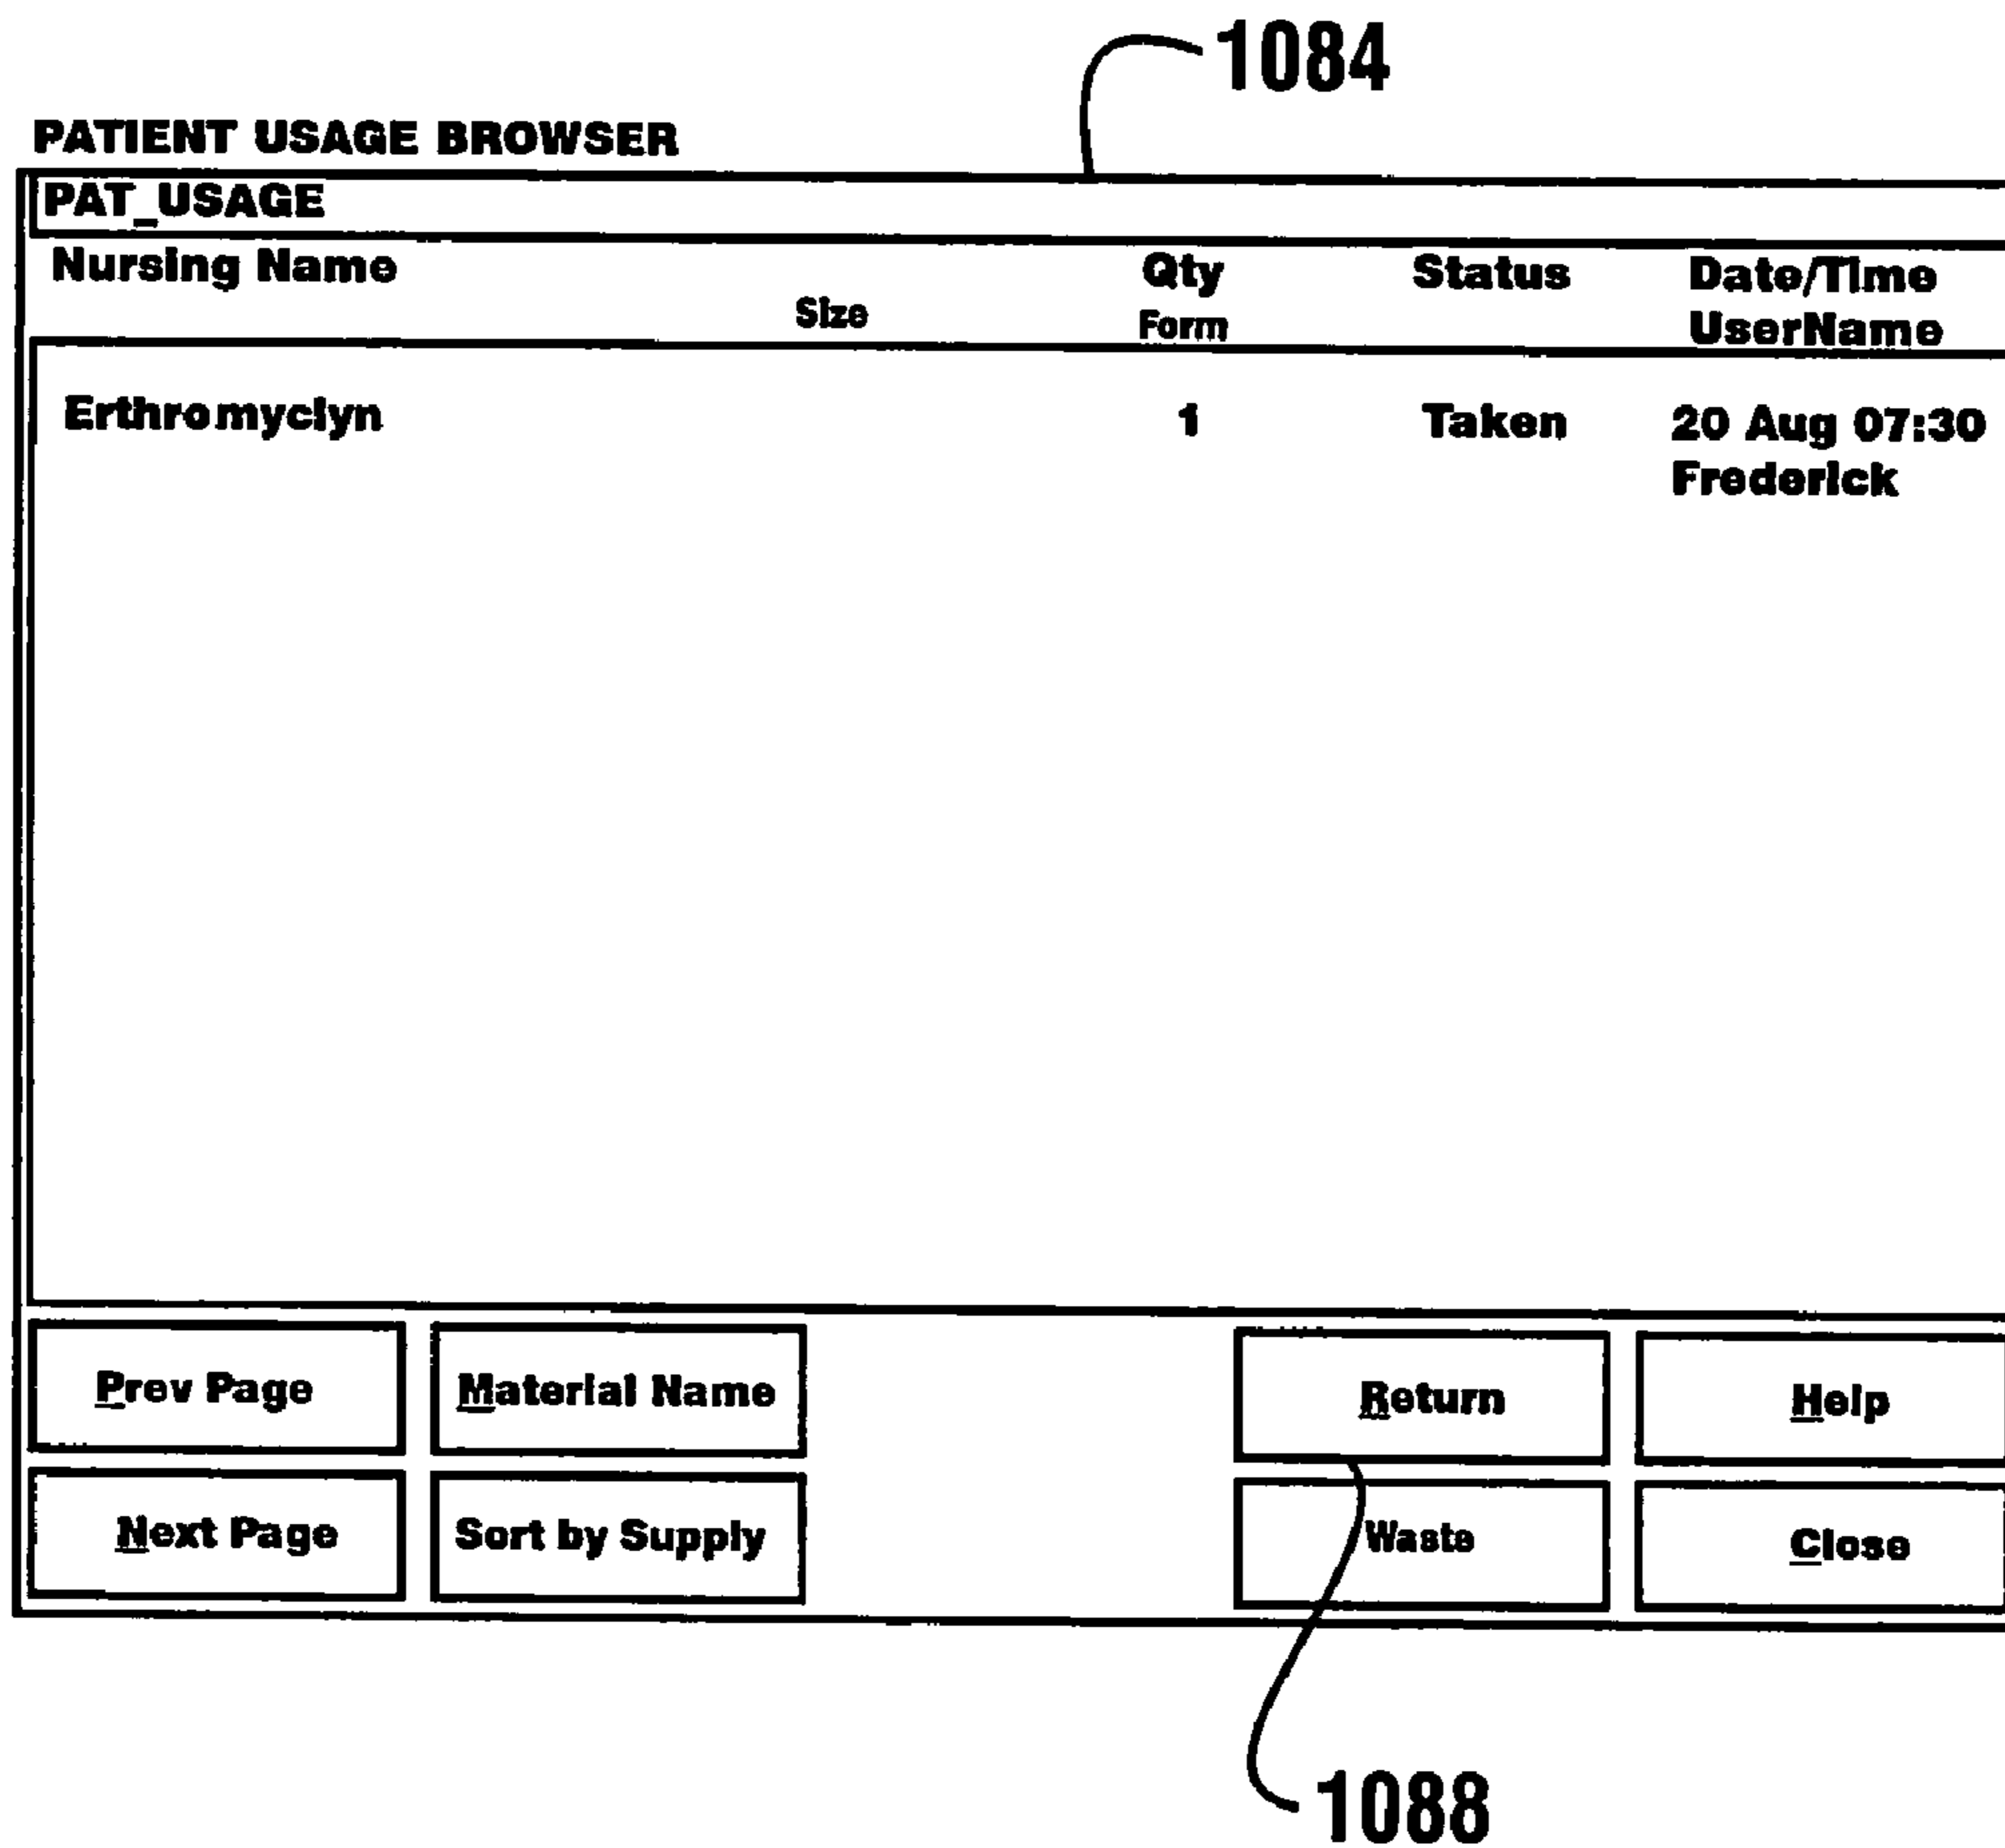 1084
PATIENT USAGE BROWSER
PAT_USAGE
Nursing Name Qty Status Date/Time
Size Form UserName
Erthromyclyn 1 Taken 20 Aug 07:30
Frederick
Prev Page Material Name Return Help
Next Page Sort by Supply Waste Close
1088